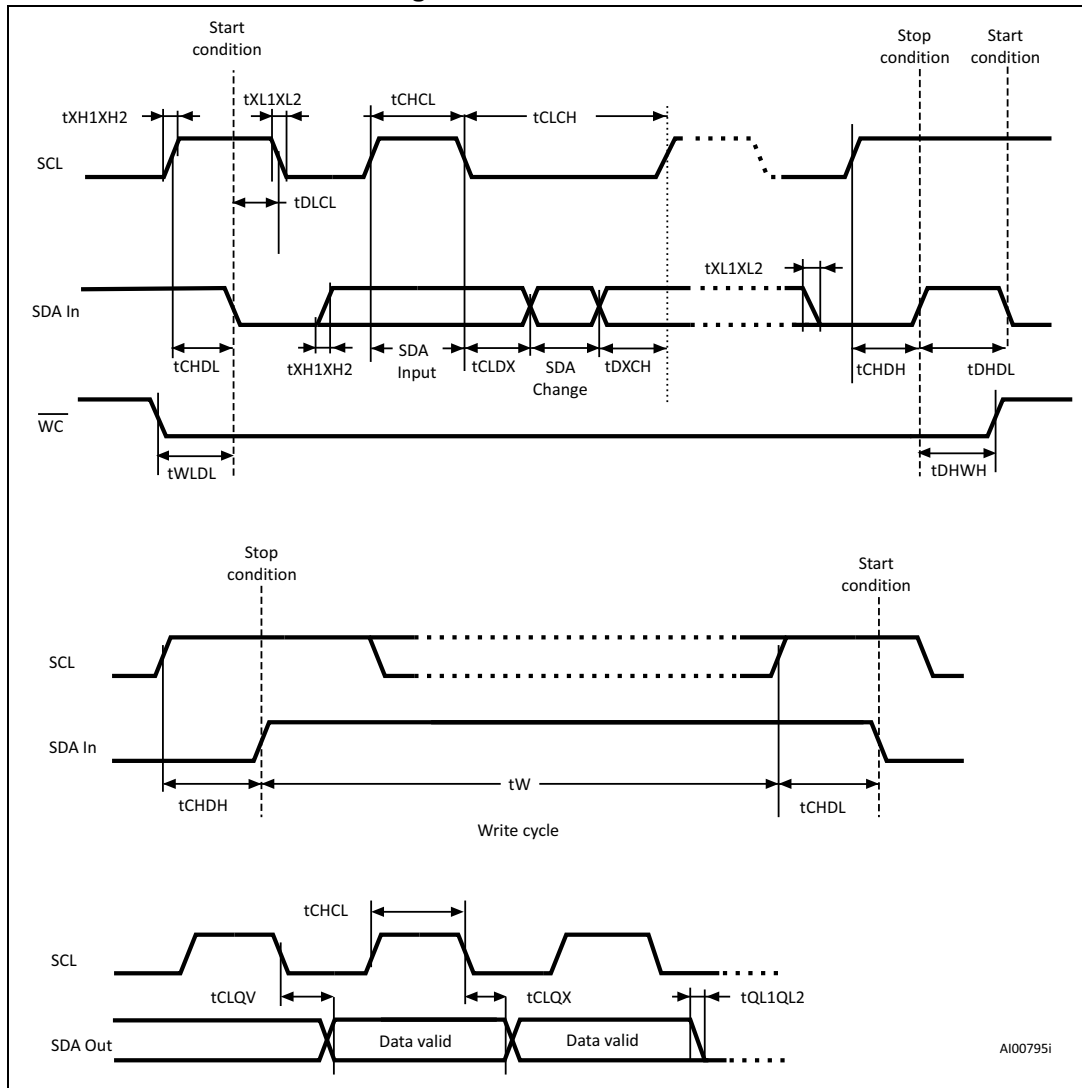 Start
condition
Stop
condition
Start
condition
tXH1XH2
tXL1XL2
tCHCL
tCLCH
SCL
tDLCL
tXL1XL2
SDA In
tCHDL
tXH1XH2
SDA
Input
tCLDX
SDA
Change
tDXCH
tCHDH
tDHDL
WC
tWLDL
tDHWH
Stop
condition
Start
condition
SCL
SDA In
tCHDH
tW
tCHDL
Write cycle
tCHCL
SCL
tCLQV
tCLQX
tQL1QL2
SDA Out
Data valid
Data valid
AI00795i